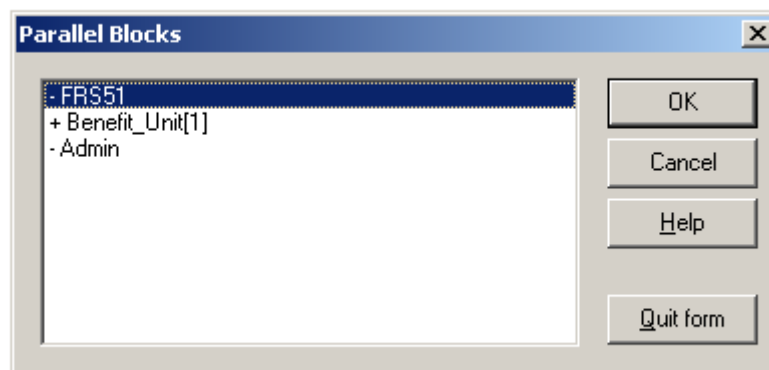 Parallel Blocks
- FRS51
+ Benefit_Unit[1]
- Admin
OK
Cancel
Help
Quit form